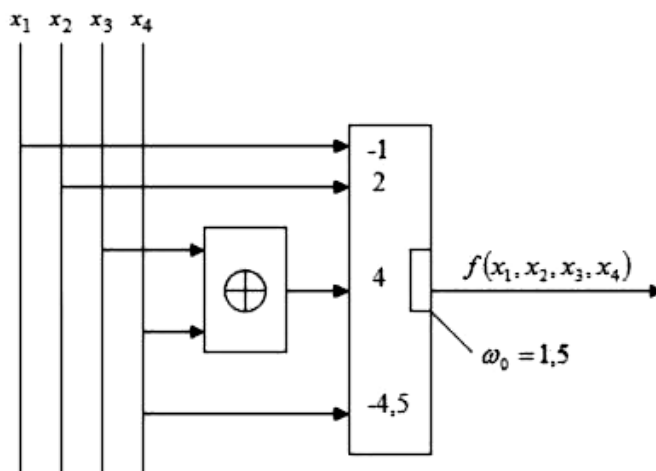 x₁ x₂ x₃ x₄
-1
2
4
f(x₁, x₂, x₃, x₄)
ω₀ = 1,5
-4,5